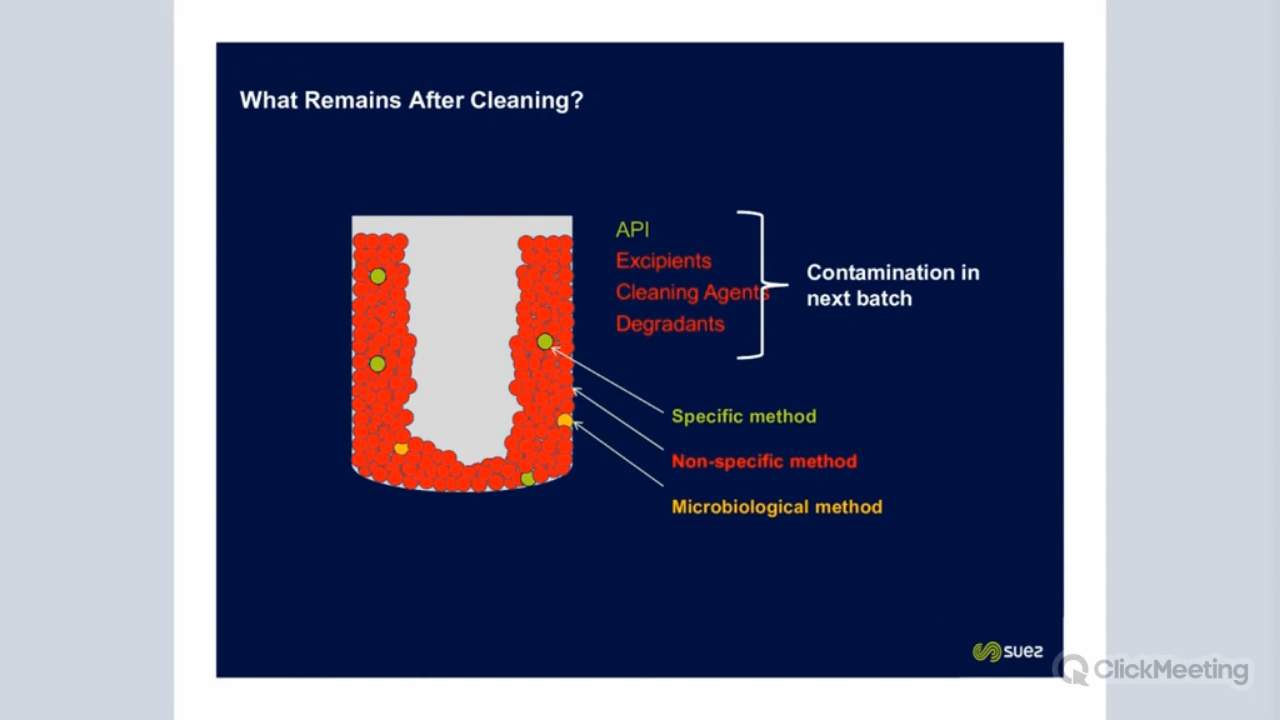 What Remains After Cleaning?
API
Excipients
Cleaning Agents
Degradants
Contamination in
next batch
Specific method
Non-specific method
Microbiological method
suez
ClickMeeting